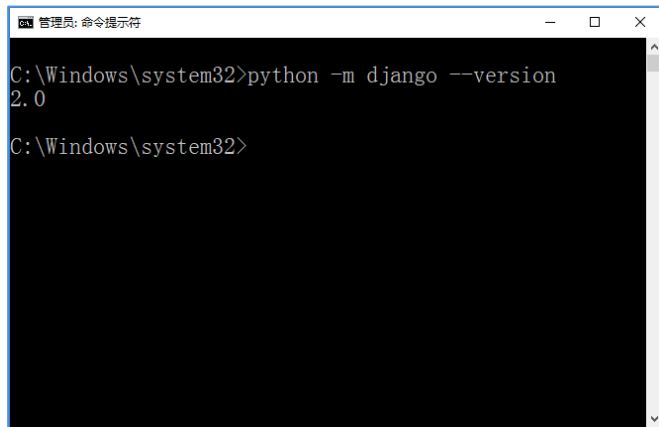 管理员: 命令提示符
C:\Windows\system32>python -m django --version
2.0
C:\Windows\system32>